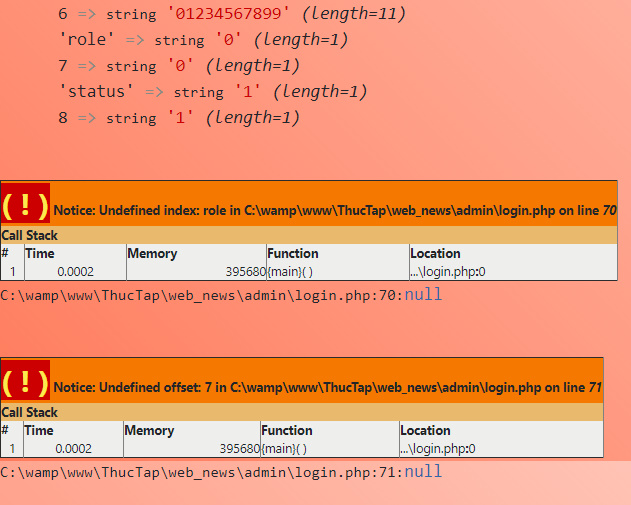 6 => string '01234567899' (length=11)
'role' => string '0' (length=1)
7 => string '0' (length=1)
'status' => string '1' (length=1)
8 => string '1' (length=1)
( ! ) Notice: Undefined index: role in C:\wamp\www\ThucTap\web_news\admin\login.php on line 70
Call Stack
# Time Memory Function Location
1 0.0002 395680 {main}( ) ...\login.php:0
C:\wamp\www\ThucTap\web_news\admin\login.php:70:null
( ! ) Notice: Undefined offset: 7 in C:\wamp\www\ThucTap\web_news\admin\login.php on line 71
Call Stack
# Time Memory Function Location
1 0.0002 395680 {main}( ) ...\login.php:0
C:\wamp\www\ThucTap\web_news\admin\login.php:71:null